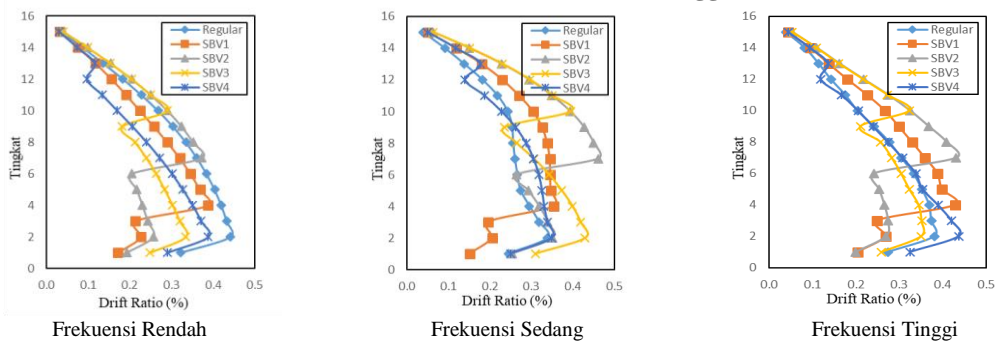 16
14
12
10
8
6
4
2
0
Tingkat
0
0.1
0.2
0.3
0.4
0.5
Drift Ratio (%)
Regular
SBV1
SBV2
SBV3
SBV4
Frekuensi Rendah
16
14
12
10
8
6
4
2
0
Tingkat
0
0.1
0.2
0.3
0.4
0.5
Drift Ratio (%)
Regular
SBV1
SBV2
SBV3
SBV4
Frekuensi Sedang
16
14
12
10
8
6
4
2
0
Tingkat
0.0
0.1
0.2
0.3
0.4
0.5
Drift Ratio (%)
Regular
SBV1
SBV2
SBV3
SBV4
Frekuensi Tinggi